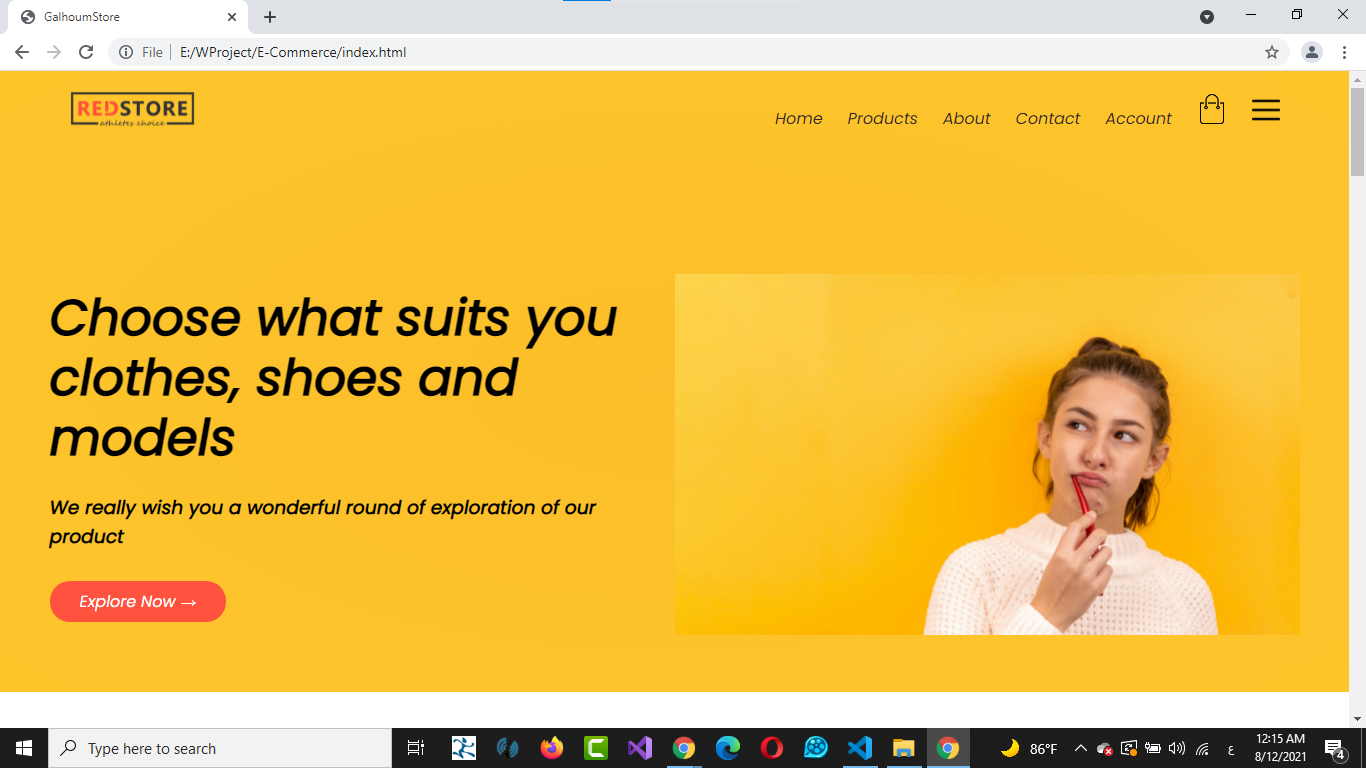 GalhoumStore
File
E:/WProject/E-Commerce/index.html
REDSTORE
athletes choice
Home Products About Contact Account
Choose what suits you
clothes, shoes and
models
We really wish you a wonderful round of exploration of our
product
Explore Now →
Type here to search
86°F
ع
12:15 AM
8/12/2021
4